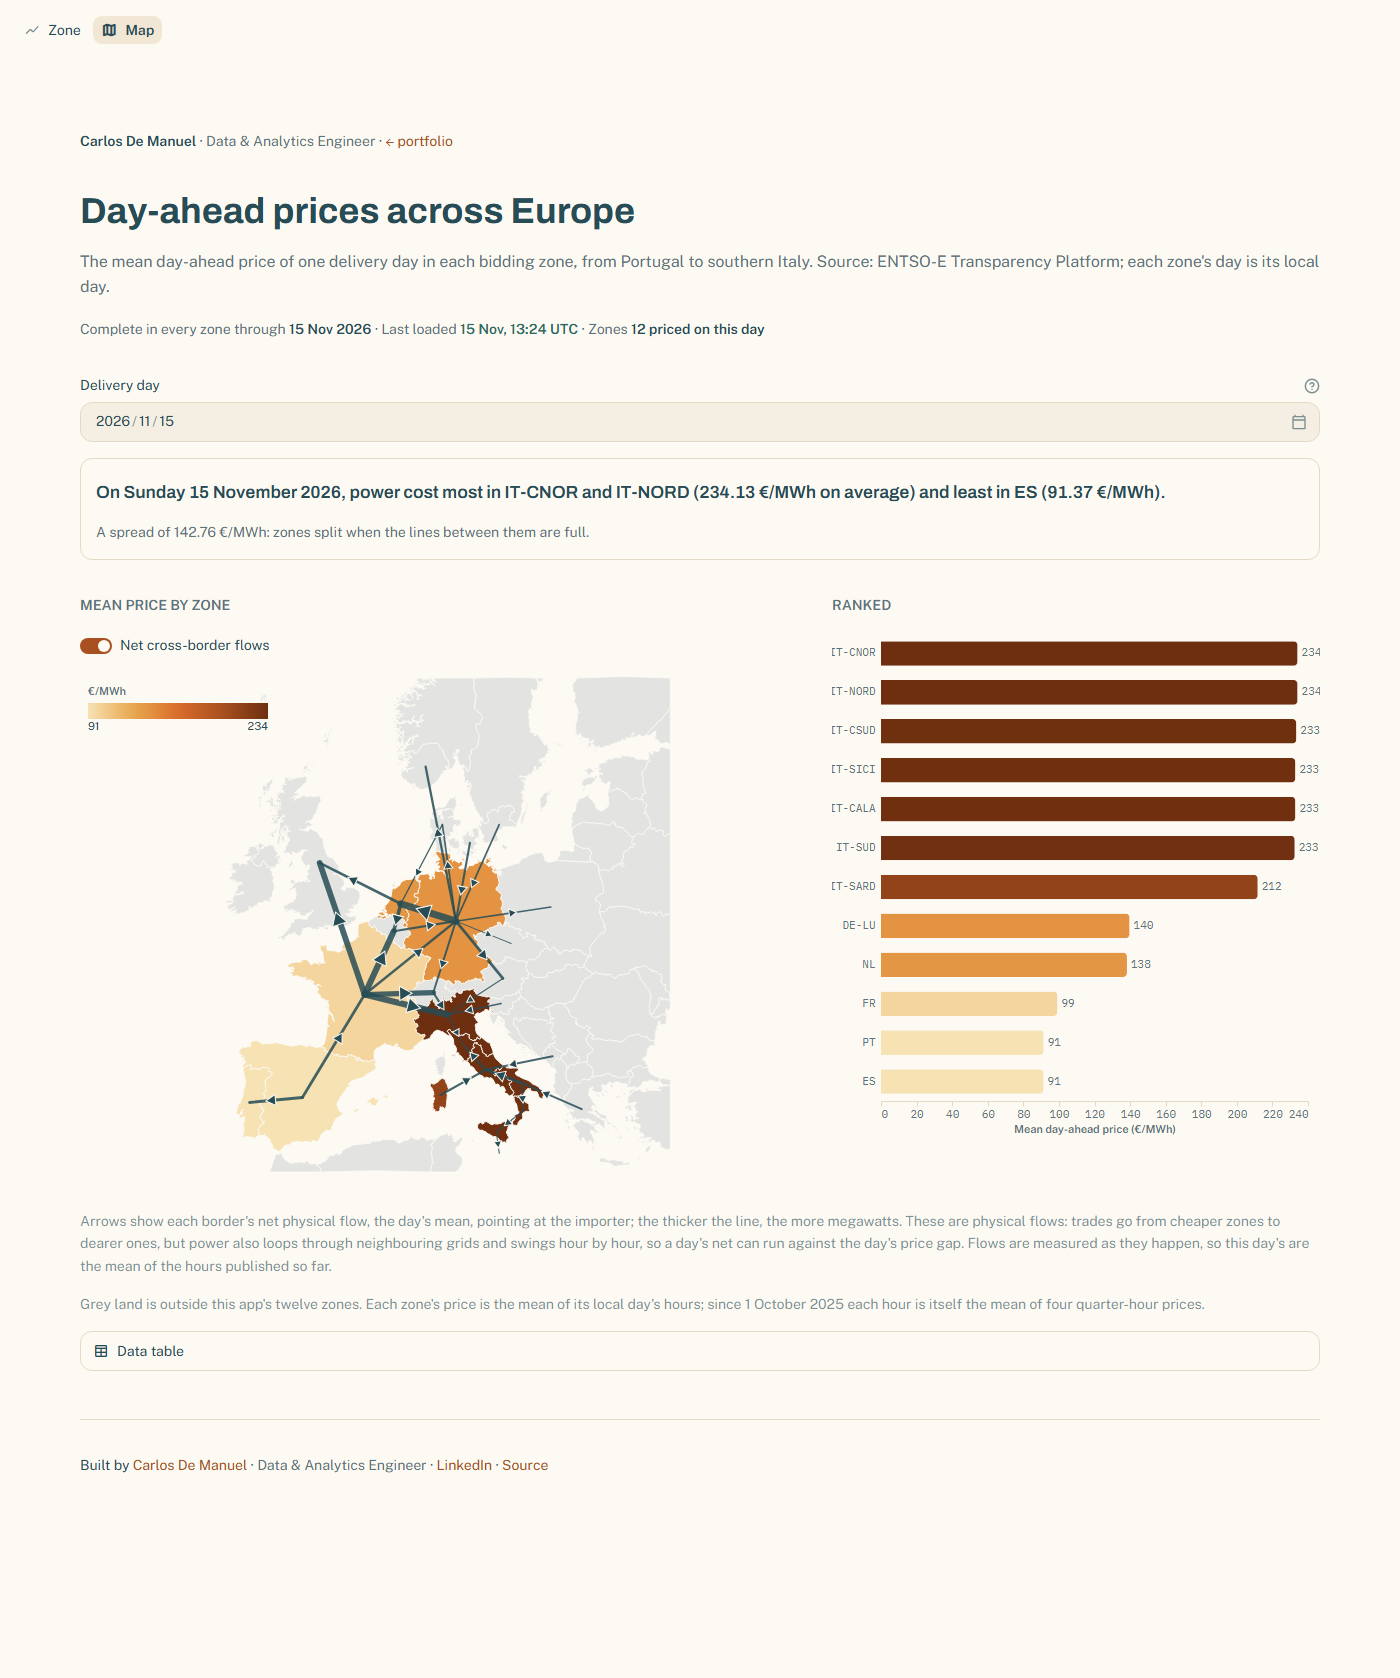 Zone
Map
Carlos De Manuel · Data & Analytics Engineer · ← portfolio
Day-ahead prices across Europe
The mean day-ahead price of one delivery day in each bidding zone, from Portugal to southern Italy. Source: ENTSO-E Transparency Platform; each zone's day is its local
day.
Complete in every zone through 15 Nov 2026 · Last loaded 15 Nov, 13:24 UTC · Zones 12 priced on this day
Delivery day
2026 / 11 / 15
On Sunday 15 November 2026, power cost most in IT-CNOR and IT-NORD (234.13 €/MWh on average) and least in ES (91.37 €/MWh).
A spread of 142.76 €/MWh: zones split when the lines between them are full.
MEAN PRICE BY ZONE
Net cross-border flows
€/MWh
91 234
RANKED
IT-CNOR 234
IT-NORD 234
IT-CSUD 233
IT-SICI 233
IT-CALA 233
IT-SUD 233
IT-SARD 212
DE-LU 140
NL 138
FR 99
PT 91
ES 91
0 20 40 60 80 100 120 140 160 180 200 220 240
Mean day-ahead price (€/MWh)
Arrows show each border's net physical flow, the day's mean, pointing at the importer; the thicker the line, the more megawatts. These are physical flows: trades go from cheaper zones to
dearer ones, but power also loops through neighbouring grids and swings hour by hour, so a day's net can run against the day's price gap. Flows are measured as they happen, so this day's are
the mean of the hours published so far.
Grey land is outside this app's twelve zones. Each zone's price is the mean of its local day's hours; since 1 October 2025 each hour is itself the mean of four quarter-hour prices.
Data table
Built by Carlos De Manuel · Data & Analytics Engineer · LinkedIn · Source